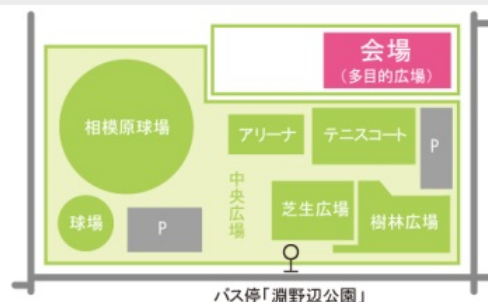 会場
(多目的広場)
相模原球場
アリーナ
テニスコート
P
中央広場
芝生広場
樹林広場
球場
P
バス停「淵野辺公園」